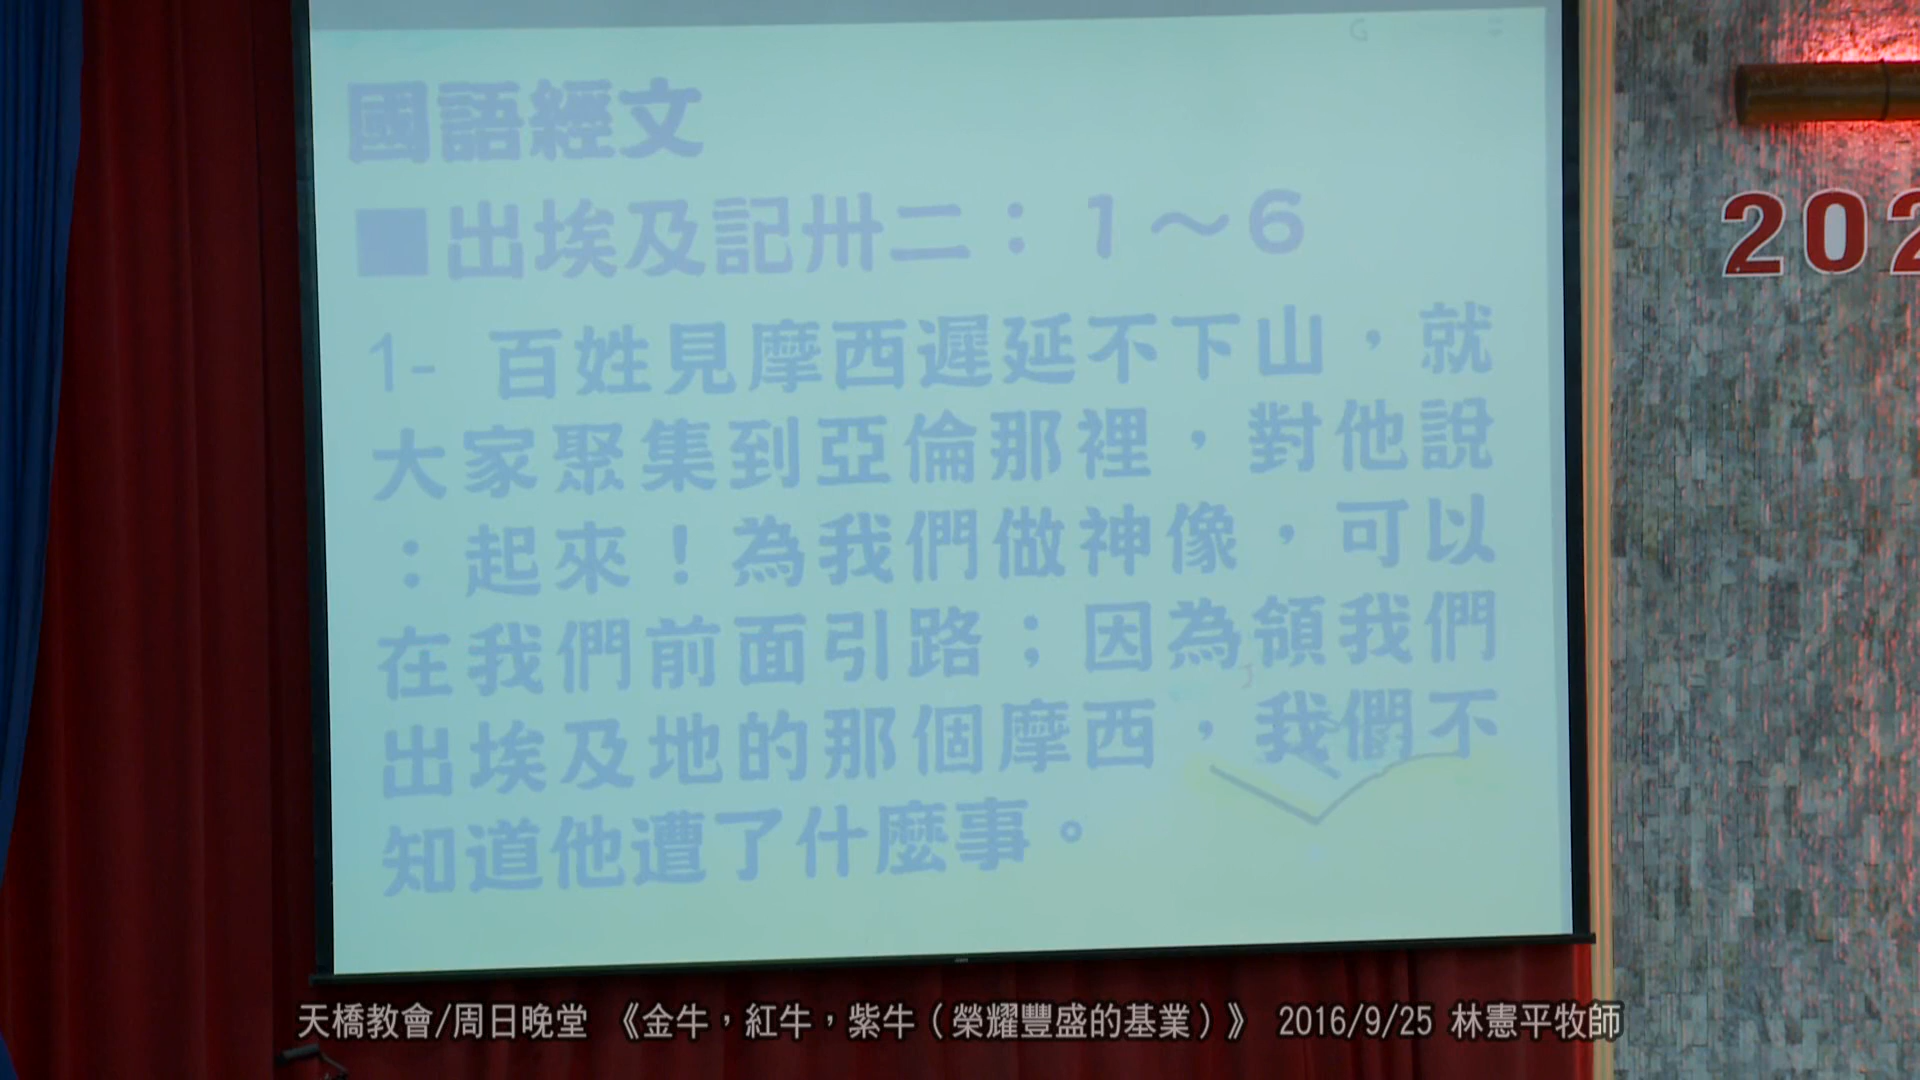 國語經文
■出埃及記卅二：１～６
1- 百姓見摩西遲延不下山，就
大家聚集到亞倫那裡，對他說
：起來！為我們做神像，可以
在我們前面引路；因為領我們
出埃及地的那個摩西，我們不
知道他遭了什麼事。
202
天橋教會/周日晚堂 《金牛，紅牛，紫牛（榮耀豐盛的基業）》 2016/9/25 林憲平牧師